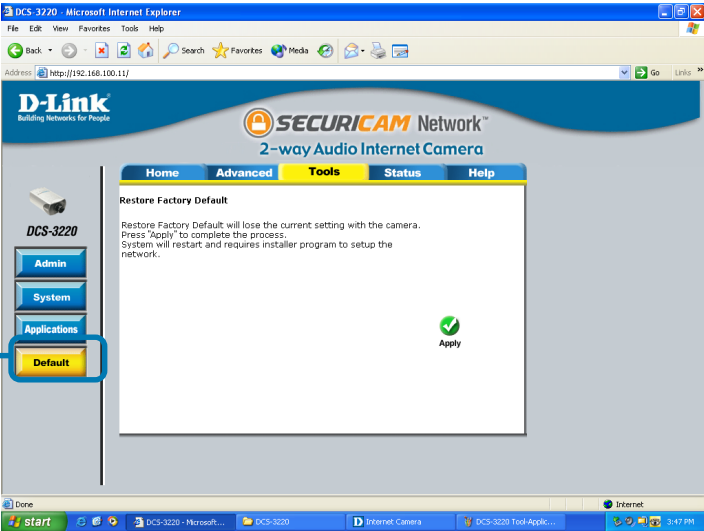 DCS-3220 - Microsoft Internet Explorer
File Edit View Favorites Tools Help
Back Search Favorites Media
Address http://192.168.100.11/ Go Links »
D-Link®
Building Networks for People
SECURICAM Network™
2-way Audio Internet Camera
Home Advanced Tools Status Help
DCS-3220
Admin
System
Applications
Default
Restore Factory Default
Restore Factory Default will lose the current setting with the camera.
Press "Apply" to complete the process.
System will restart and requires installer program to setup the
network.
Apply
Done Internet
start DCS-3220 - Microsoft... DCS-3220 Internet Camera DCS-3220 Tool-Applic... 3:47 PM